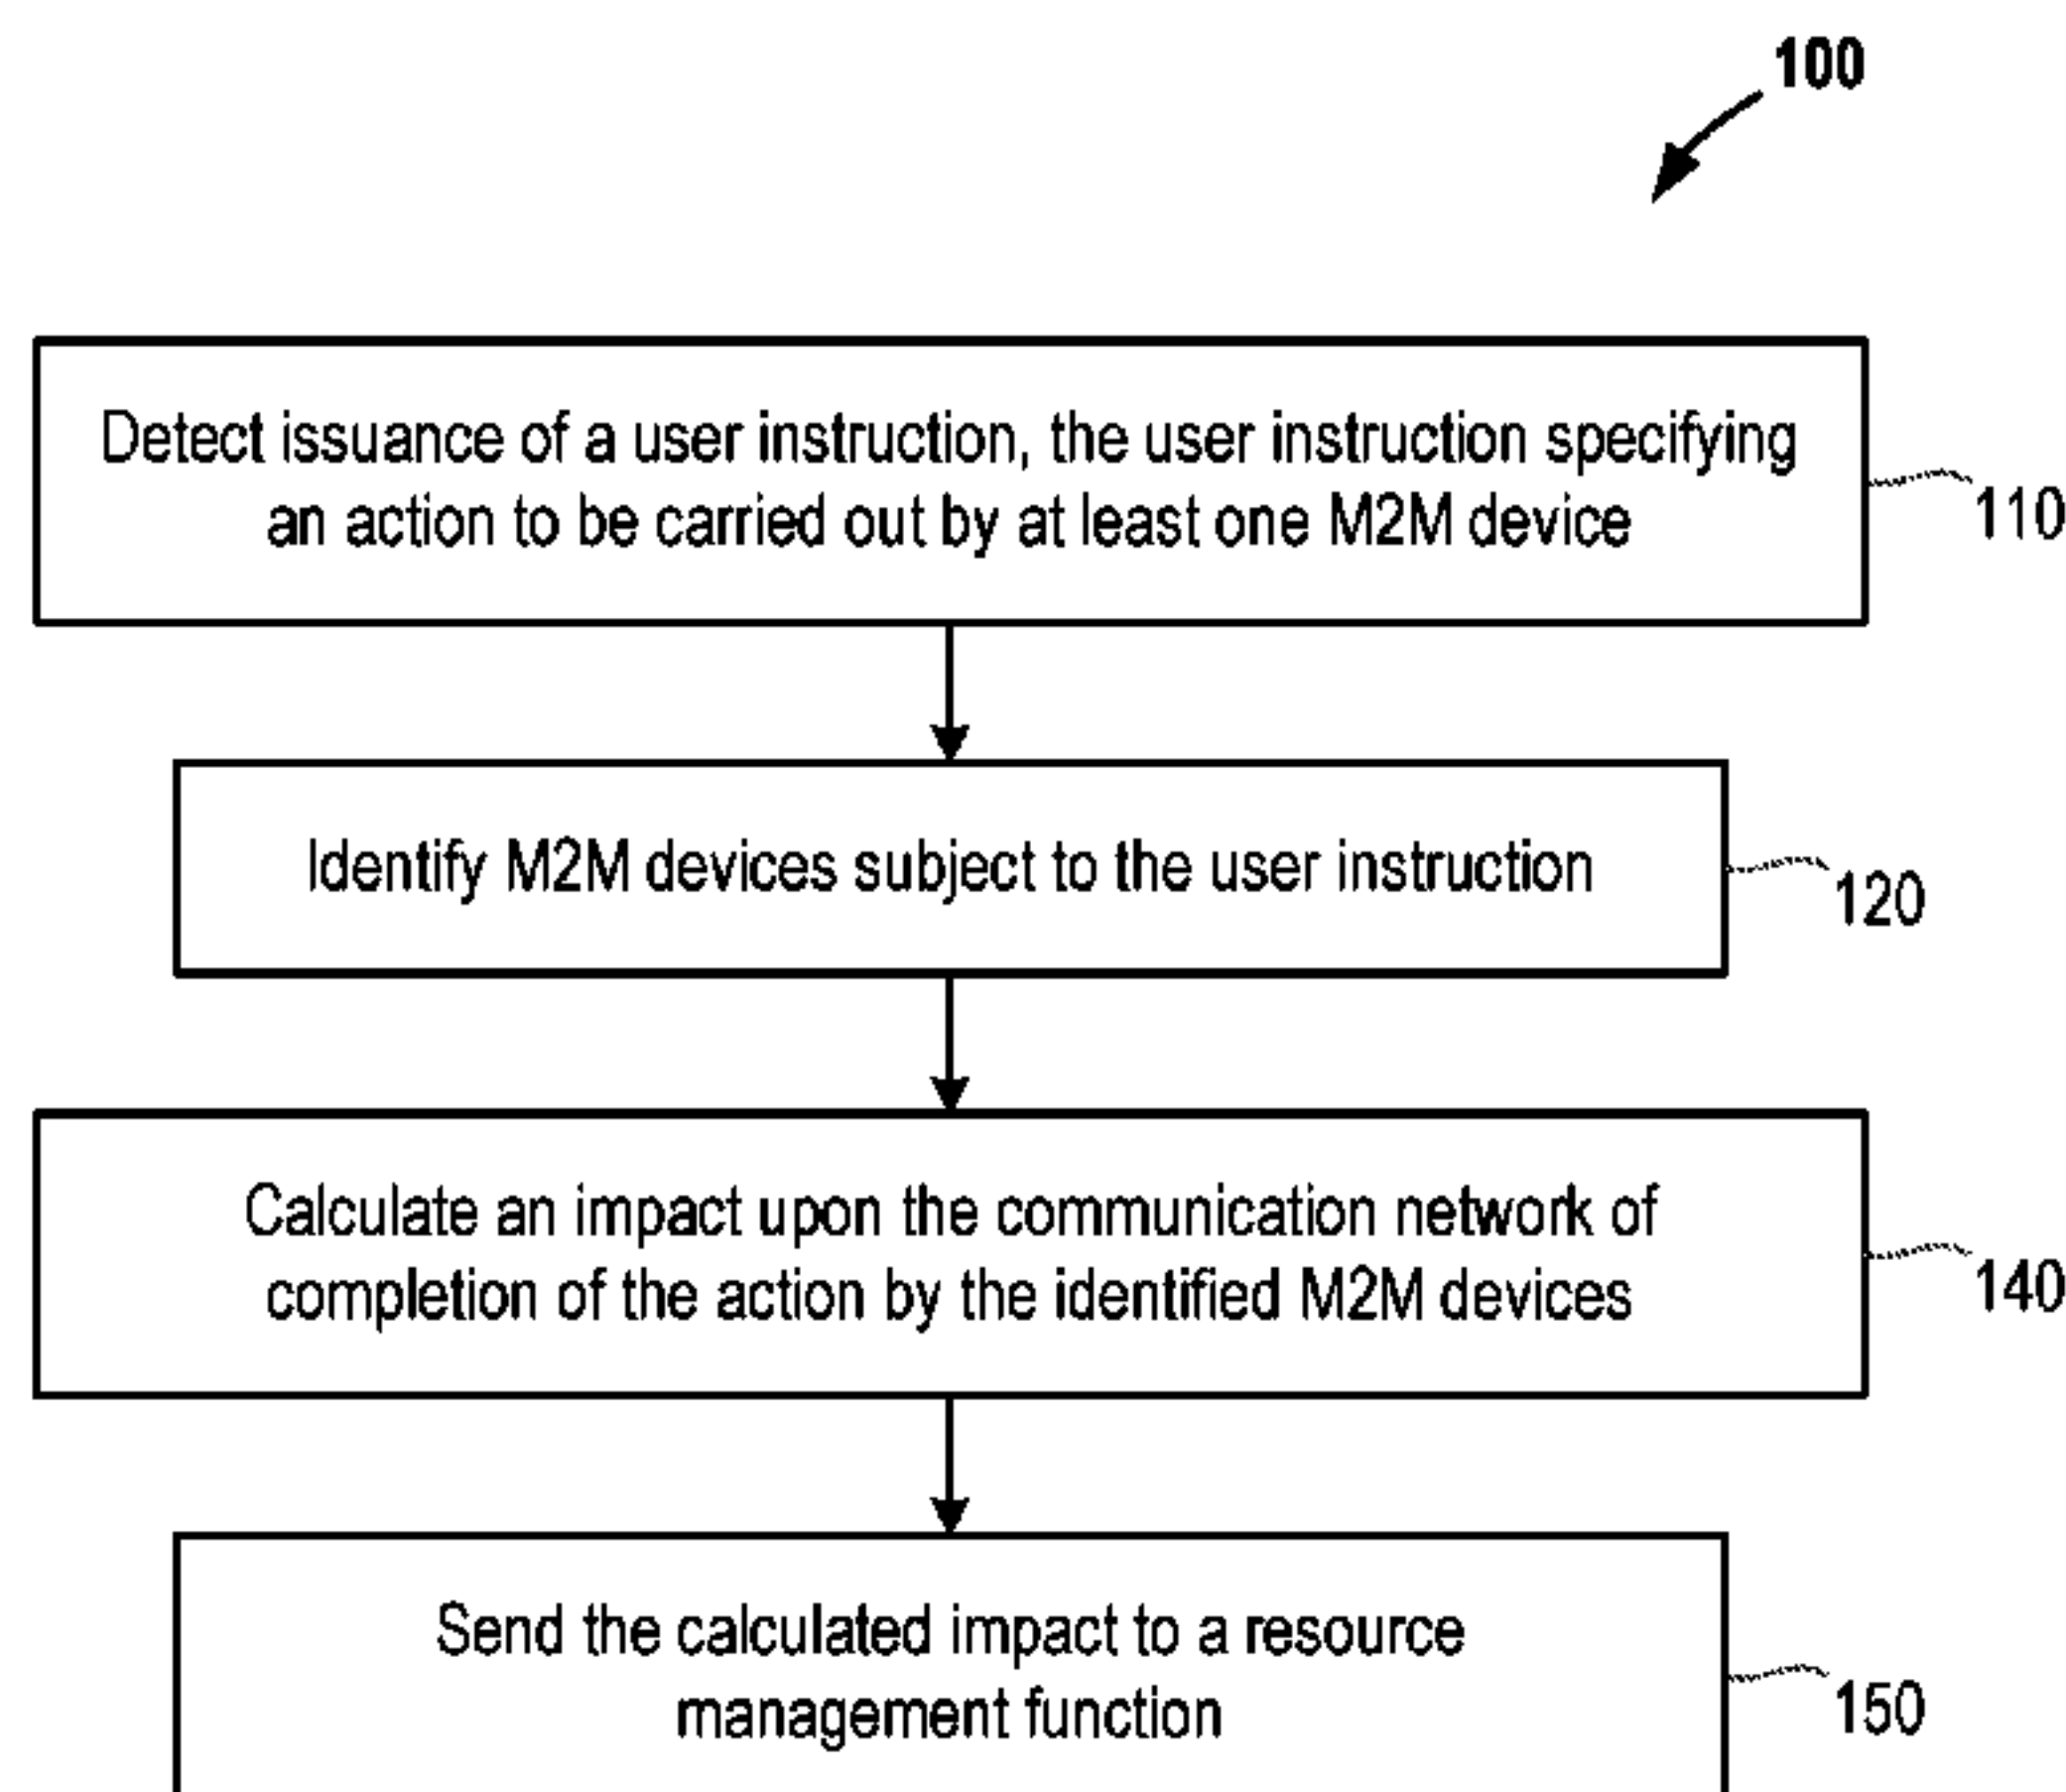 100
Detect issuance of a user instruction, the user instruction specifying
an action to be carried out by at least one M2M device
110
Identify M2M devices subject to the user instruction
120
Calculate an impact upon the communication network of
completion of the action by the identified M2M devices
140
Send the calculated impact to a resource
management function
150